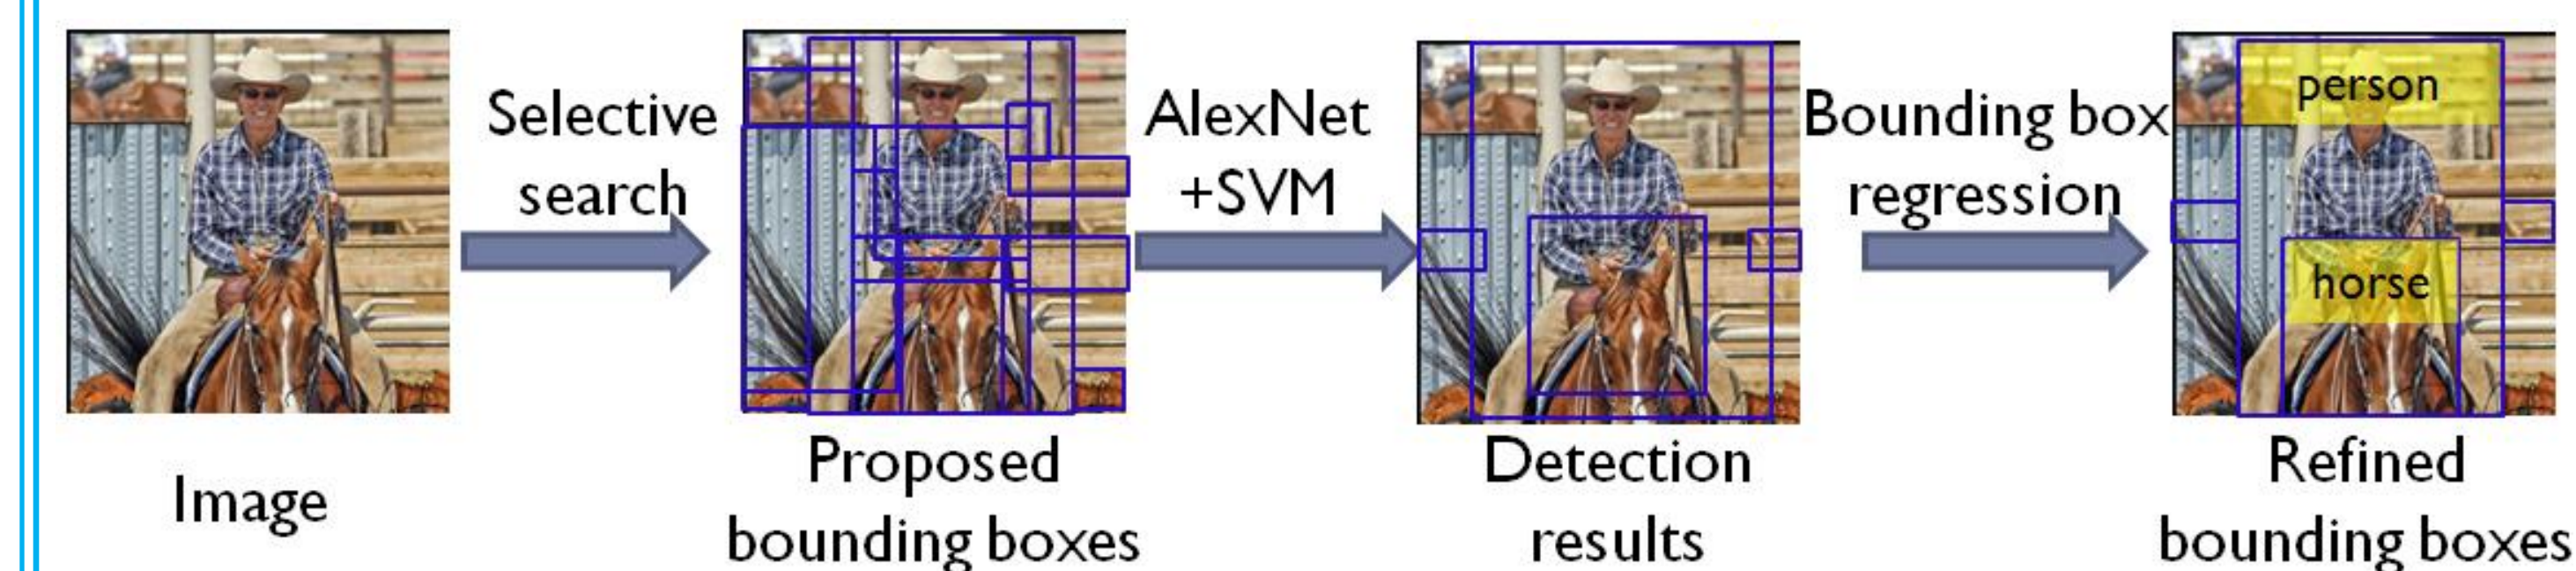 Image
Selective
search
Proposed
bounding boxes
AlexNet
+SVM
Detection
results
Bounding box
regression
person
horse
Refined
bounding boxes